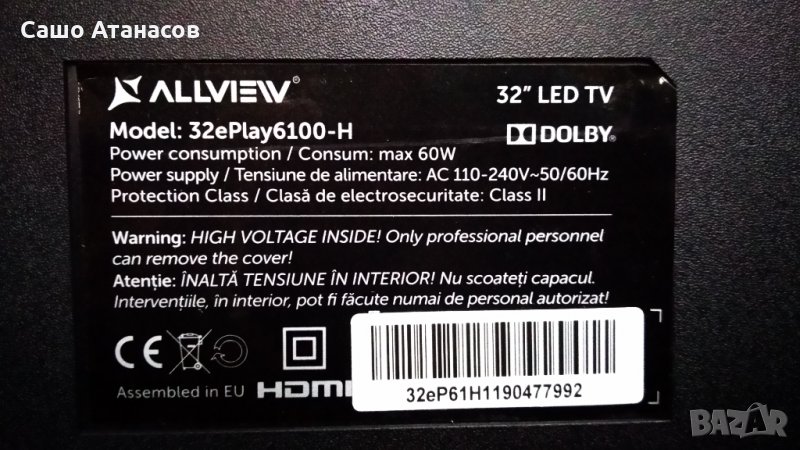 Сашо Атанасов
ALLVIEW®
32" LED TV
Model: 32ePlay6100-H
DOLBY®
Power consumption / Consum: max 60W
Power supply / Tensiune de alimentare: AC 110-240V~50/60Hz
Protection Class / Clasă de electrosecuritate: Class II
Warning: HIGH VOLTAGE INSIDE! Only professional personnel
can remove the cover!
Atenție: ÎNALTĂ TENSIUNE ÎN INTERIOR! Nu scoateți capacul.
Intervențiile, în interior, pot fi făcute numai de personal autorizat!
CE
Assembled in EU
HDMI
32eP61H1190477992
BAZAR